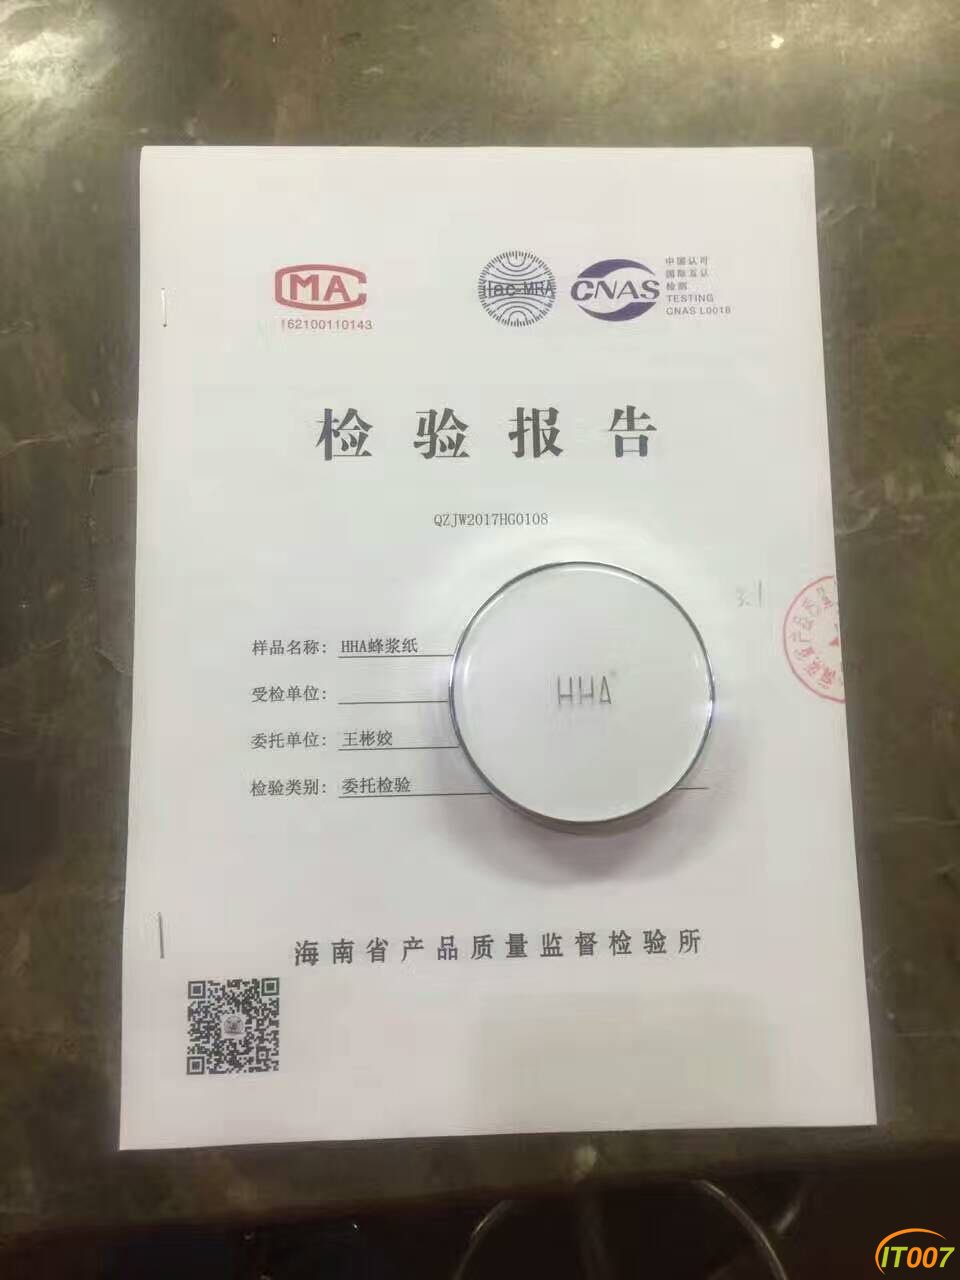 MA
162100110143
ilac-MRA
CNAS
中国认可
国际互认
检测
TESTING
CNAS L0018
检验报告
QZJW2017HG0108
样品名称: HHA蜂浆纸
受检单位:
委托单位: 王彬姣
检验类别: 委托检验
HHA
海南省产品质量监督检验所
IT007